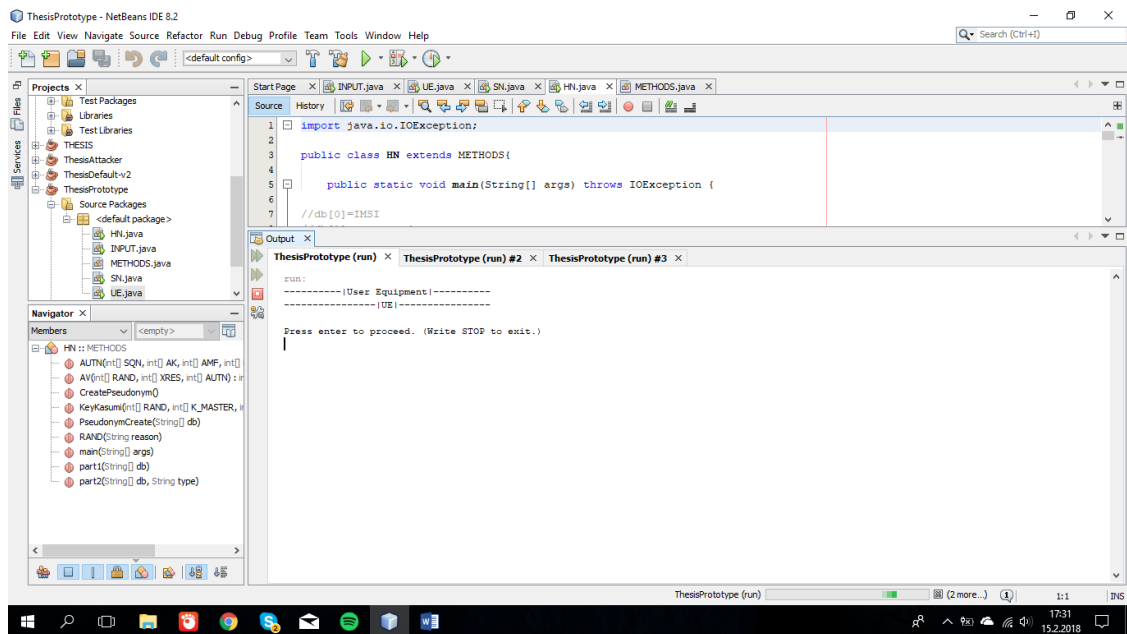 ThesisPrototype - NetBeans IDE 8.2
File Edit View Navigate Source Refactor Run Debug Profile Team Tools Window Help
Search (Ctrl+I)
<default config>
Projects
Start Page INPUT.java UE.java SN.java HN.java METHODS.java
Source History
Files
Services
Test Packages
Libraries
Test Libraries
THESIS
ThesisAttacker
ThesisDefault-v2
ThesisPrototype
Source Packages
<default package>
HN.java
INPUT.java
METHODS.java
SN.java
UE.java
1 import java.io.IOException;
2
3 public class HN extends METHODS{
4
5 public static void main(String[] args) throws IOException {
6
7 //db[0]=IMSI
Output
ThesisPrototype (run) ThesisPrototype (run) #2 ThesisPrototype (run) #3
run:
----------|User Equipment|----------
----------------|UE|----------------
Press enter to proceed. (Write STOP to exit.)
Navigator
Members <empty>
HN :: METHODS
AUTN(int[] SQN, int[] AK, int[] AMF, int[]
AV(int[] RAND, int[] XRES, int[] AUTN) : in
CreatePseudonym()
KeyKasumi(int[] RAND, int[] K_MASTER, in
PseudonymCreate(String[] db)
RAND(String reason)
main(String[] args)
part1(String[] db)
part2(String[] db, String type)
ThesisPrototype (run) (2 more...) 1 1:1 INS
17:31
15.2.2018